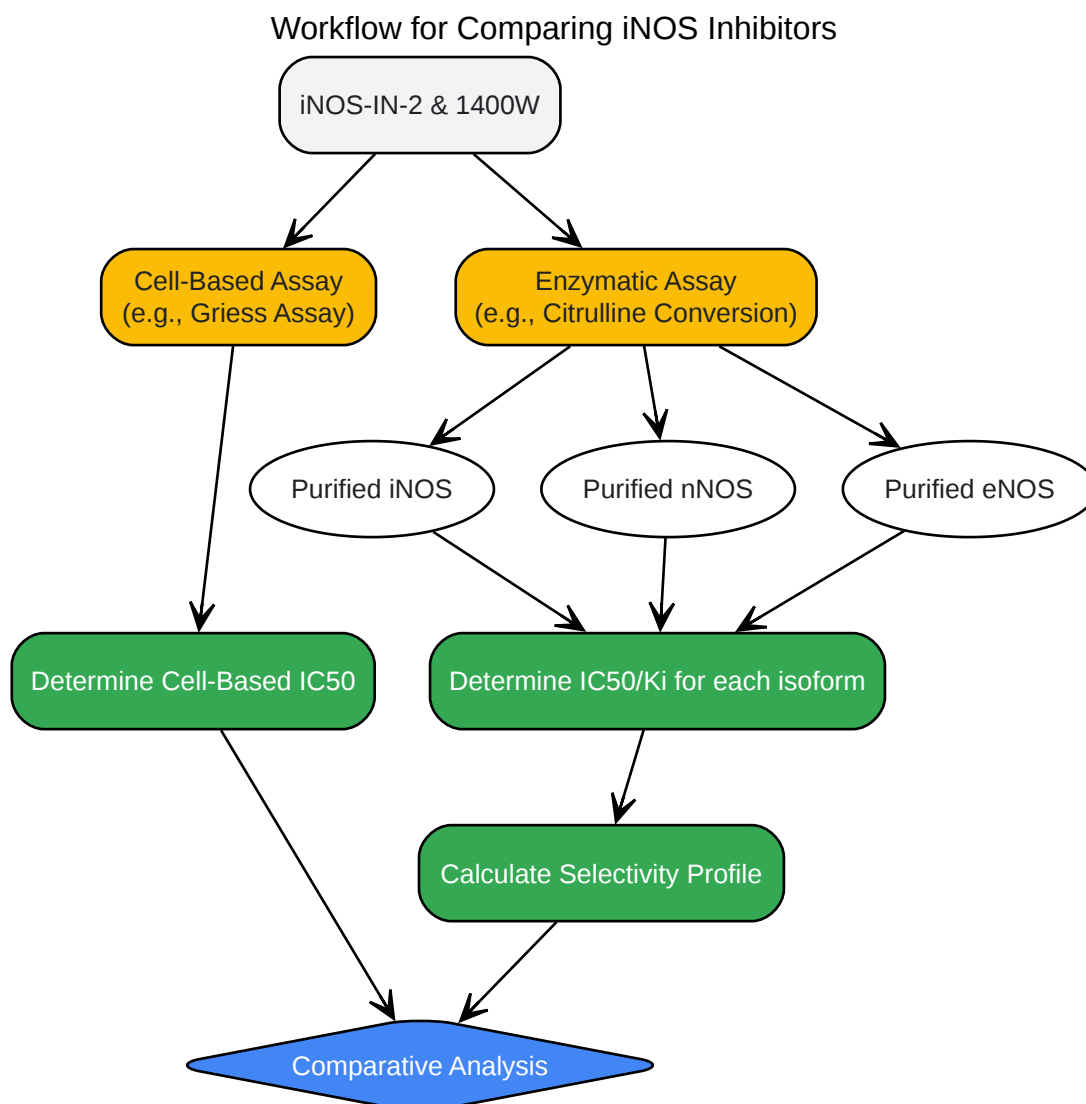 Workflow for Comparing iNOS Inhibitors
iNOS-IN-2 & 1400W
Cell-Based Assay
(e.g., Griess Assay)
Enzymatic Assay
(e.g., Citrulline Conversion)
Purified iNOS
Purified nNOS
Purified eNOS
Determine Cell-Based IC50
Determine IC50/Ki for each isoform
Calculate Selectivity Profile
Comparative Analysis